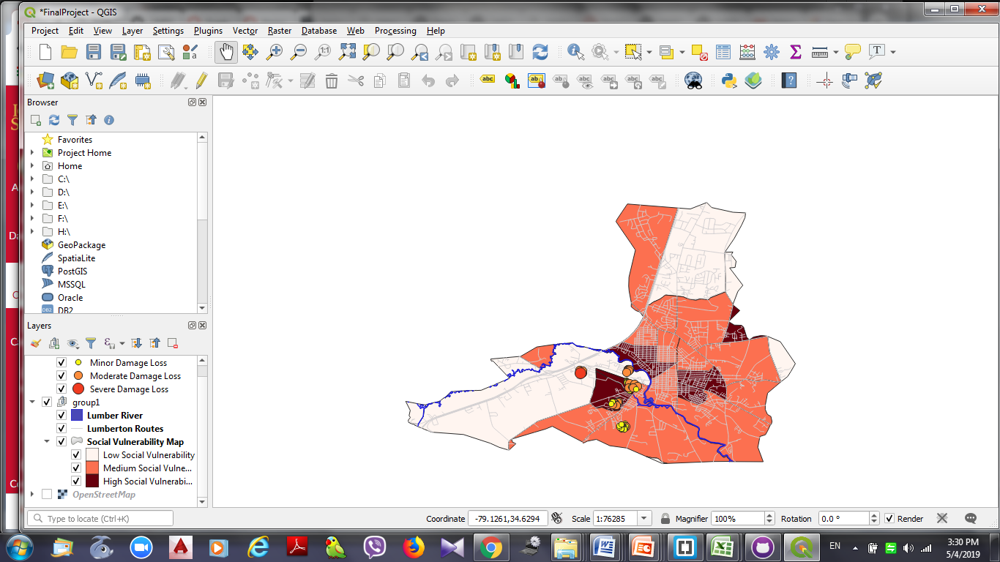 *FinalProject - QGIS
Project Edit View Layer Settings Plugins Vector Raster Database Web Processing Help
Browser
Favorites
Project Home
Home
C:\
D:\
E:\
F:\
H:\
GeoPackage
SpatiaLite
PostGIS
MSSQL
Oracle
DB2
Layers
Minor Damage Loss
Moderate Damage Loss
Severe Damage Loss
group1
Lumber River
Lumberton Routes
Social Vulnerability Map
Low Social Vulnerability
Medium Social Vulne...
High Social Vulnerabi...
OpenStreetMap
Type to locate (Ctrl+K) Coordinate -79.1261,34.6294 Scale 1:76285 Magnifier 100% Rotation 0.0 ° Render
EN 3:30 PM
5/4/2019